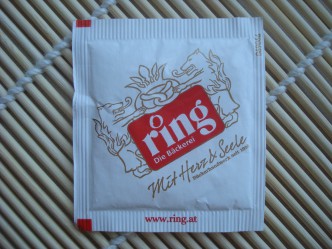 ring
Die Bäckerei
Mit Herz & Seele
www.ring.at